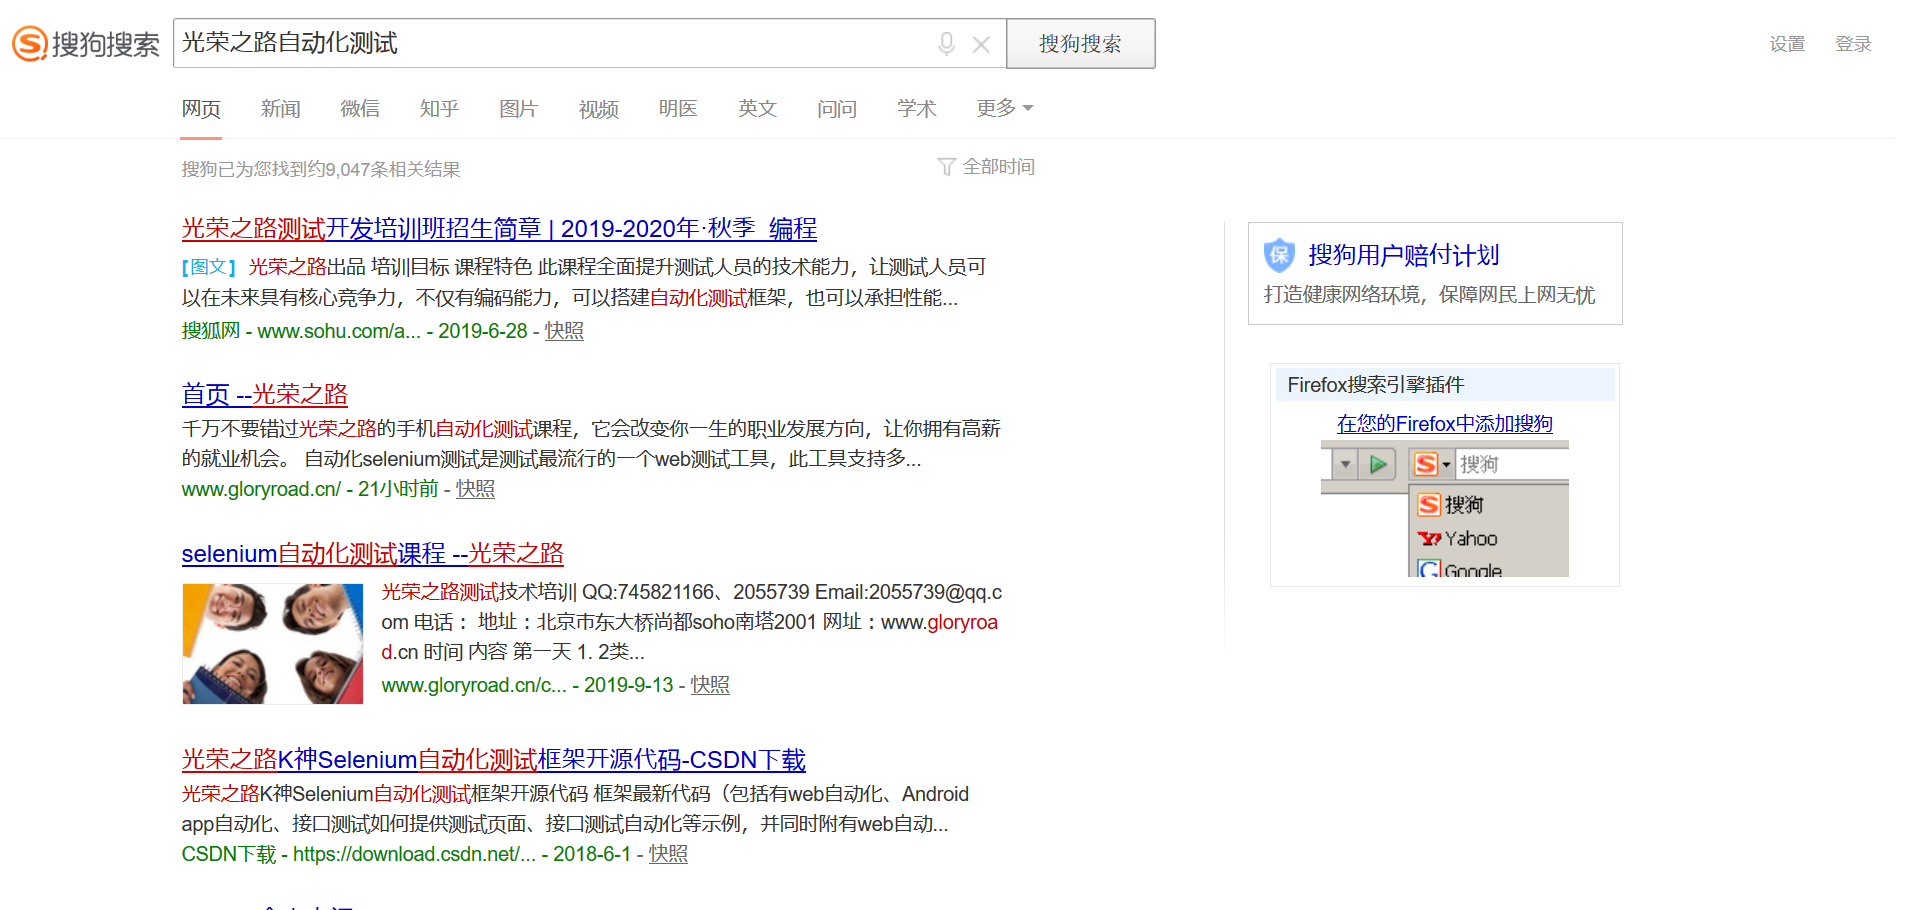 搜狗搜索
光荣之路自动化测试
搜狗搜索
设置
登录
网页
新闻
微信
知乎
图片
视频
明医
英文
问问
学术
更多
搜狗已为您找到约9,047条相关结果
全部时间
光荣之路测试开发培训班招生简章 | 2019-2020年·秋季_编程
【图文】 光荣之路出品 培训目标 课程特色 此课程全面提升测试人员的技术能力，让测试人员可
以在未来具有核心竞争力，不仅有编码能力，可以搭建自动化测试框架，也可以承担性能...
搜狐网 - www.sohu.com/a... - 2019-6-28 - 快照
首页 --光荣之路
千万不要错过光荣之路的手机自动化测试课程，它会改变你一生的职业发展方向，让你拥有高薪
的就业机会。 自动化selenium测试是测试最流行的一个web测试工具，此工具支持多...
www.gloryroad.cn/ - 21小时前 - 快照
selenium自动化测试课程 --光荣之路
光荣之路测试技术培训 QQ:745821166、2055739 Email:2055739@qq.c
om 电话： 地址：北京市东大桥尚都soho南塔2001 网址：www.gloryroa
d.cn 时间 内容 第一天 1. 2类...
www.gloryroad.cn/c... - 2019-9-13 - 快照
光荣之路K神Selenium自动化测试框架开源代码-CSDN下载
光荣之路K神Selenium自动化测试框架开源代码 框架最新代码（包括有web自动化、Android
app自动化、接口测试如何提供测试页面、接口测试自动化等示例，并同时附有web自动...
CSDN下载 - https://download.csdn.net/... - 2018-6-1 - 快照
保 搜狗用户赔付计划
打造健康网络环境，保障网民上网无忧
Firefox搜索引擎插件
在您的Firefox中添加搜狗
搜狗
搜狗
Yahoo
Google